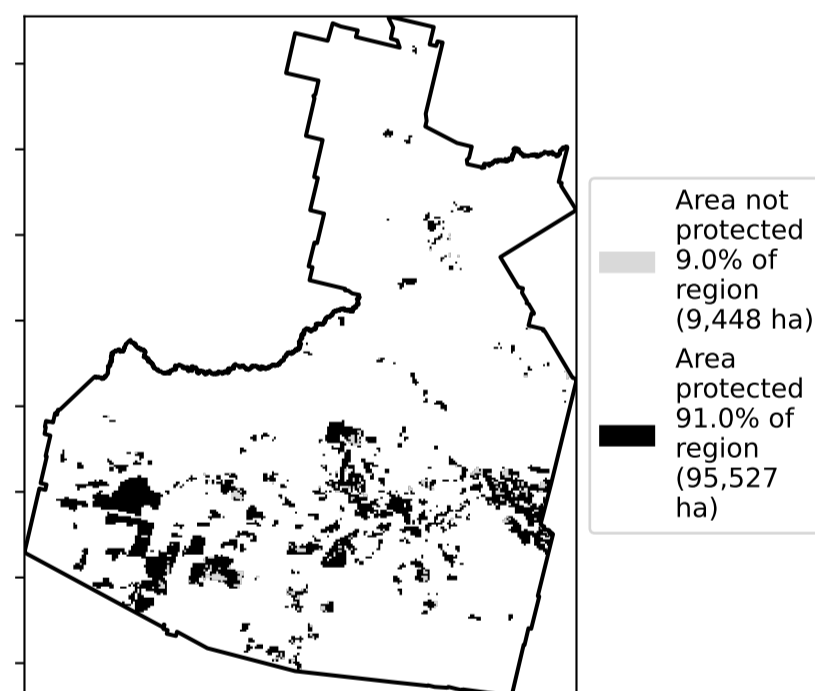 Area not
protected
9.0% of
region
(9,448 ha)
Area
protected
91.0% of
region
(95,527
ha)